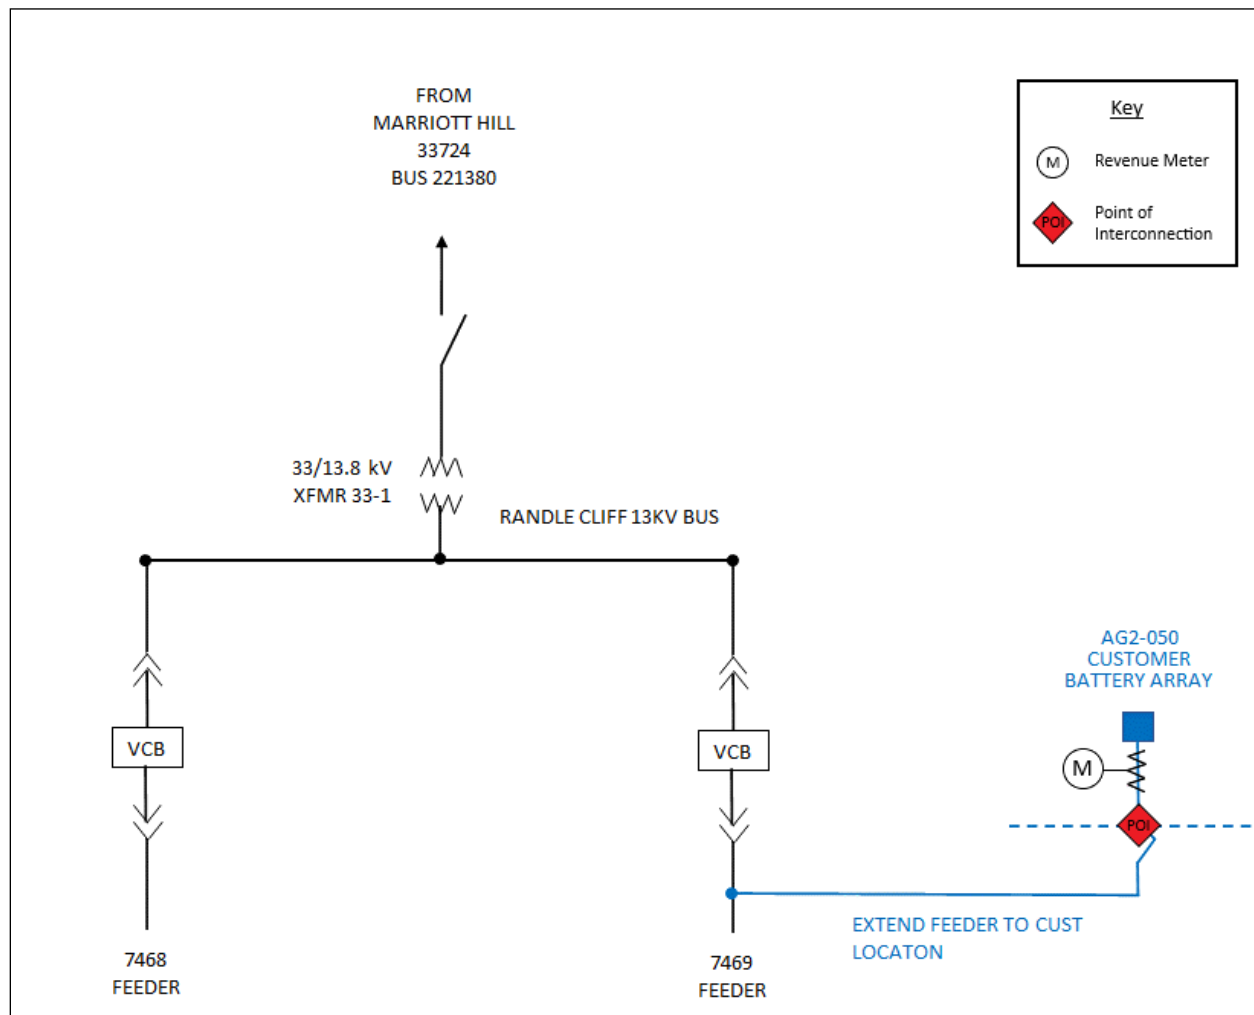 FROM
MARRIOTT HILL
33724
BUS 221380
Key
M
Revenue Meter
POI
Point of
Interconnection
33/13.8 kV
XFMR 33-1
RANDLE CLIFF 13KV BUS
AG2-050
CUSTOMER
BATTERY ARRAY
VCB
VCB
M
POI
EXTEND FEEDER TO CUST
LOCATON
7468
FEEDER
7469
FEEDER